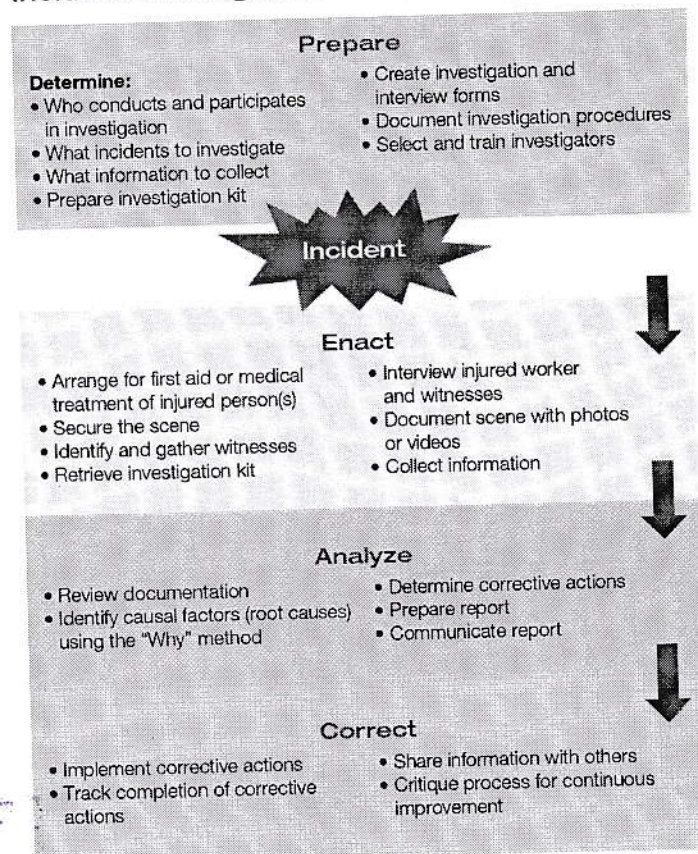 Prepare
Determine:
• Who conducts and participates
in investigation
• What incidents to investigate
• What information to collect
• Prepare investigation kit
• Create investigation and
interview forms
• Document investigation procedures
• Select and train investigators
Incident
Enact
• Arrange for first aid or medical
treatment of injured person(s)
• Secure the scene
• Identify and gather witnesses
• Retrieve investigation kit
• Interview injured worker
and witnesses
• Document scene with photos
or videos
• Collect information
Analyze
• Review documentation
• Identify causal factors (root causes)
using the "Why" method
• Determine corrective actions
• Prepare report
• Communicate report
Correct
• Implement corrective actions
• Track completion of corrective
actions
• Share information with others
• Critique process for continuous
improvement